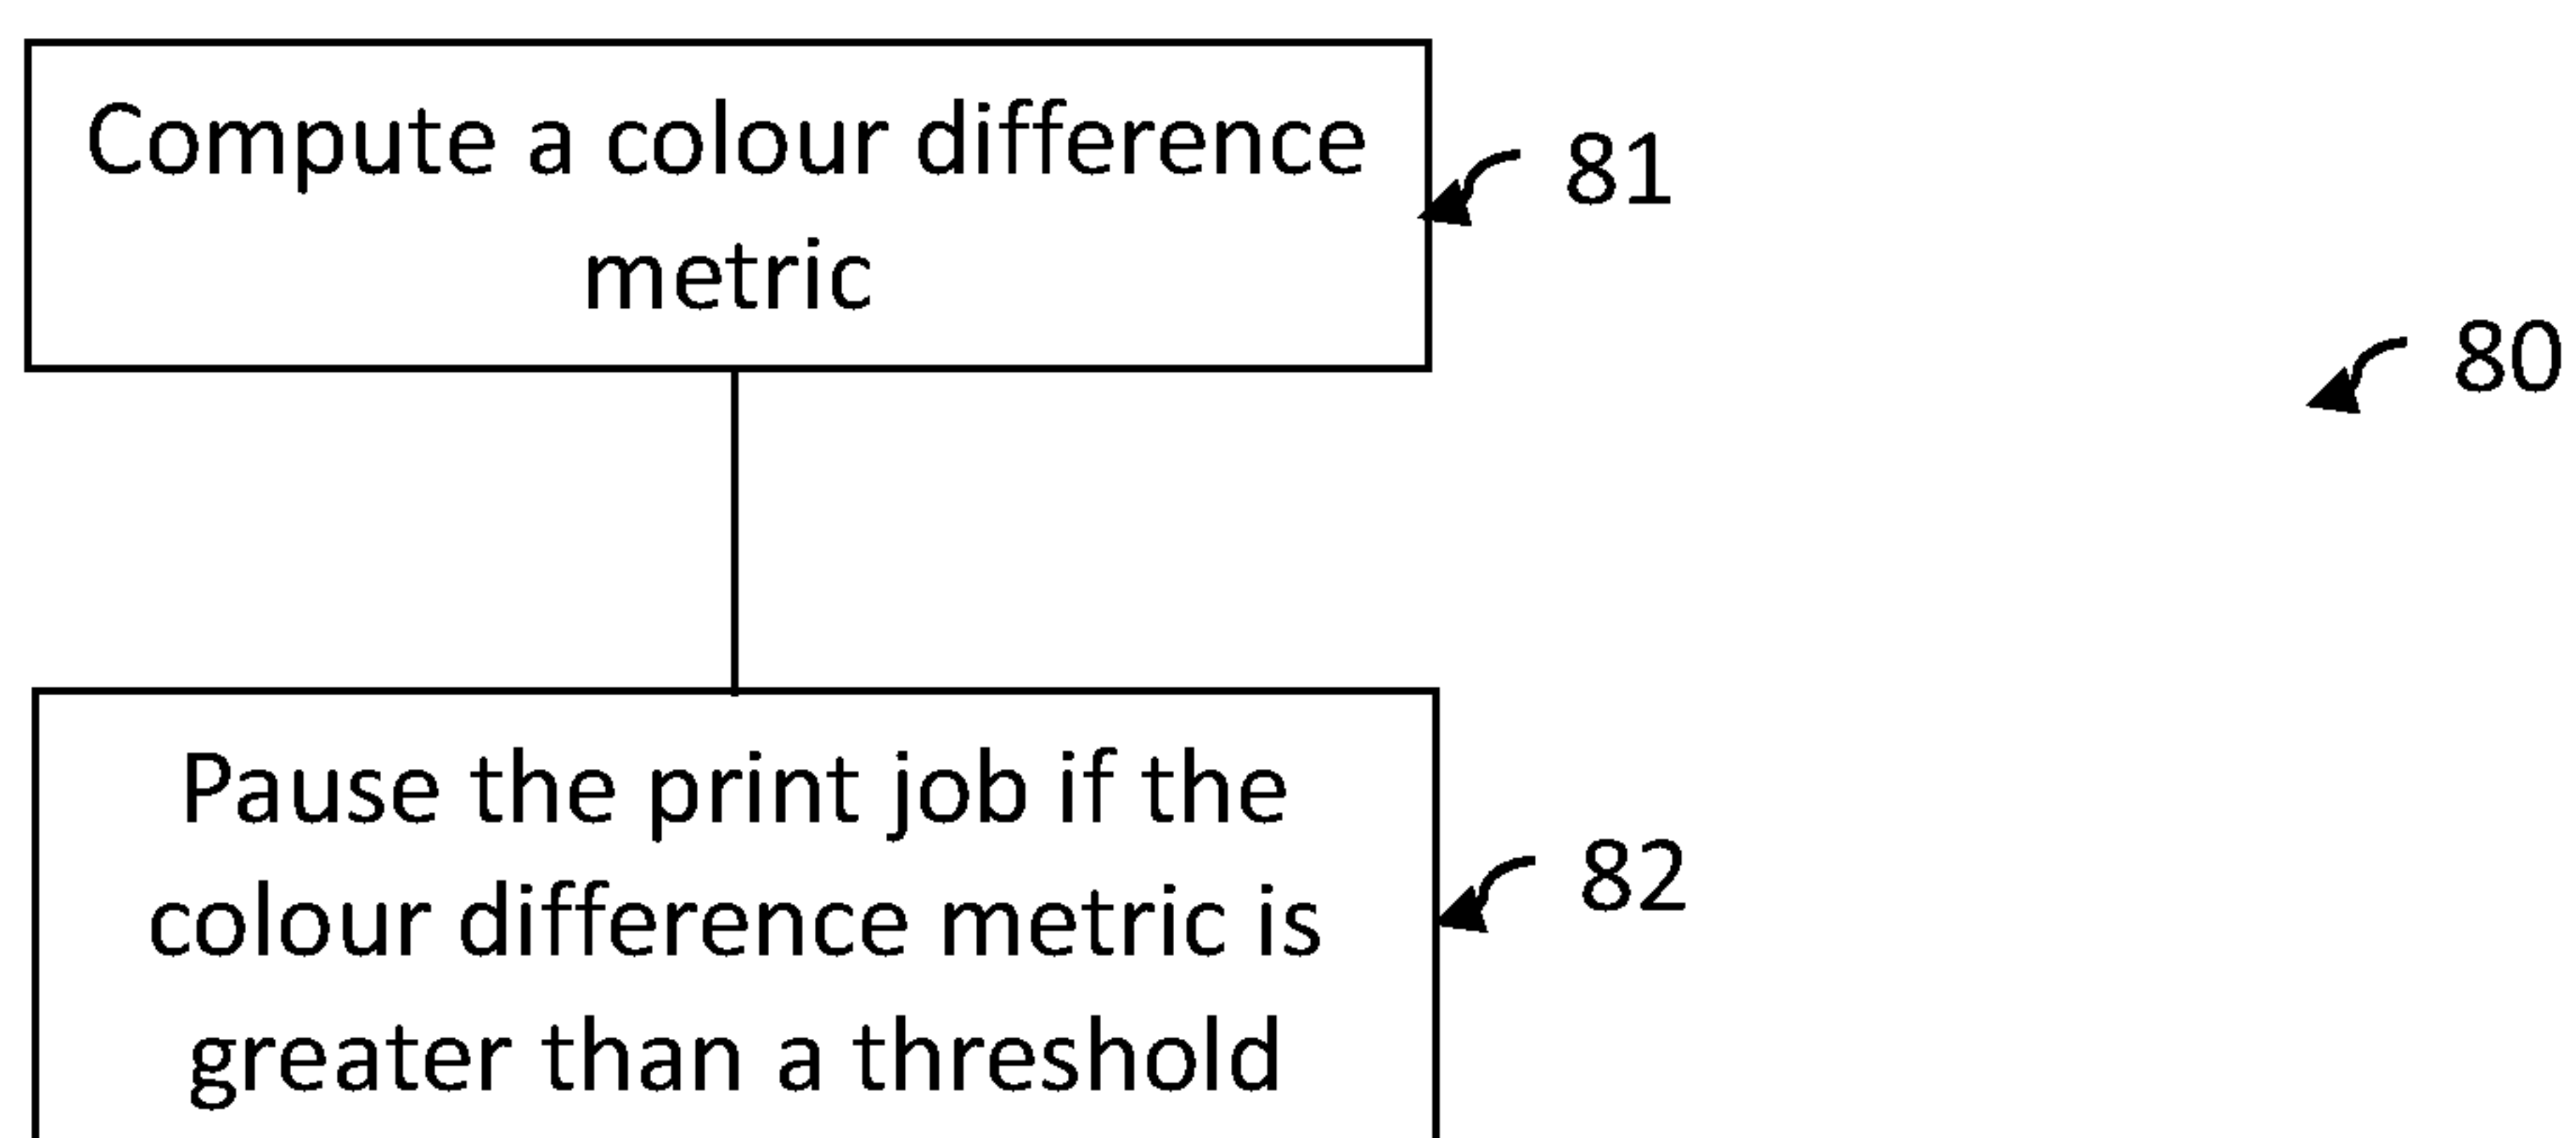 Compute a colour difference
metric
81
80
Pause the print job if the
colour difference metric is
greater than a threshold
82